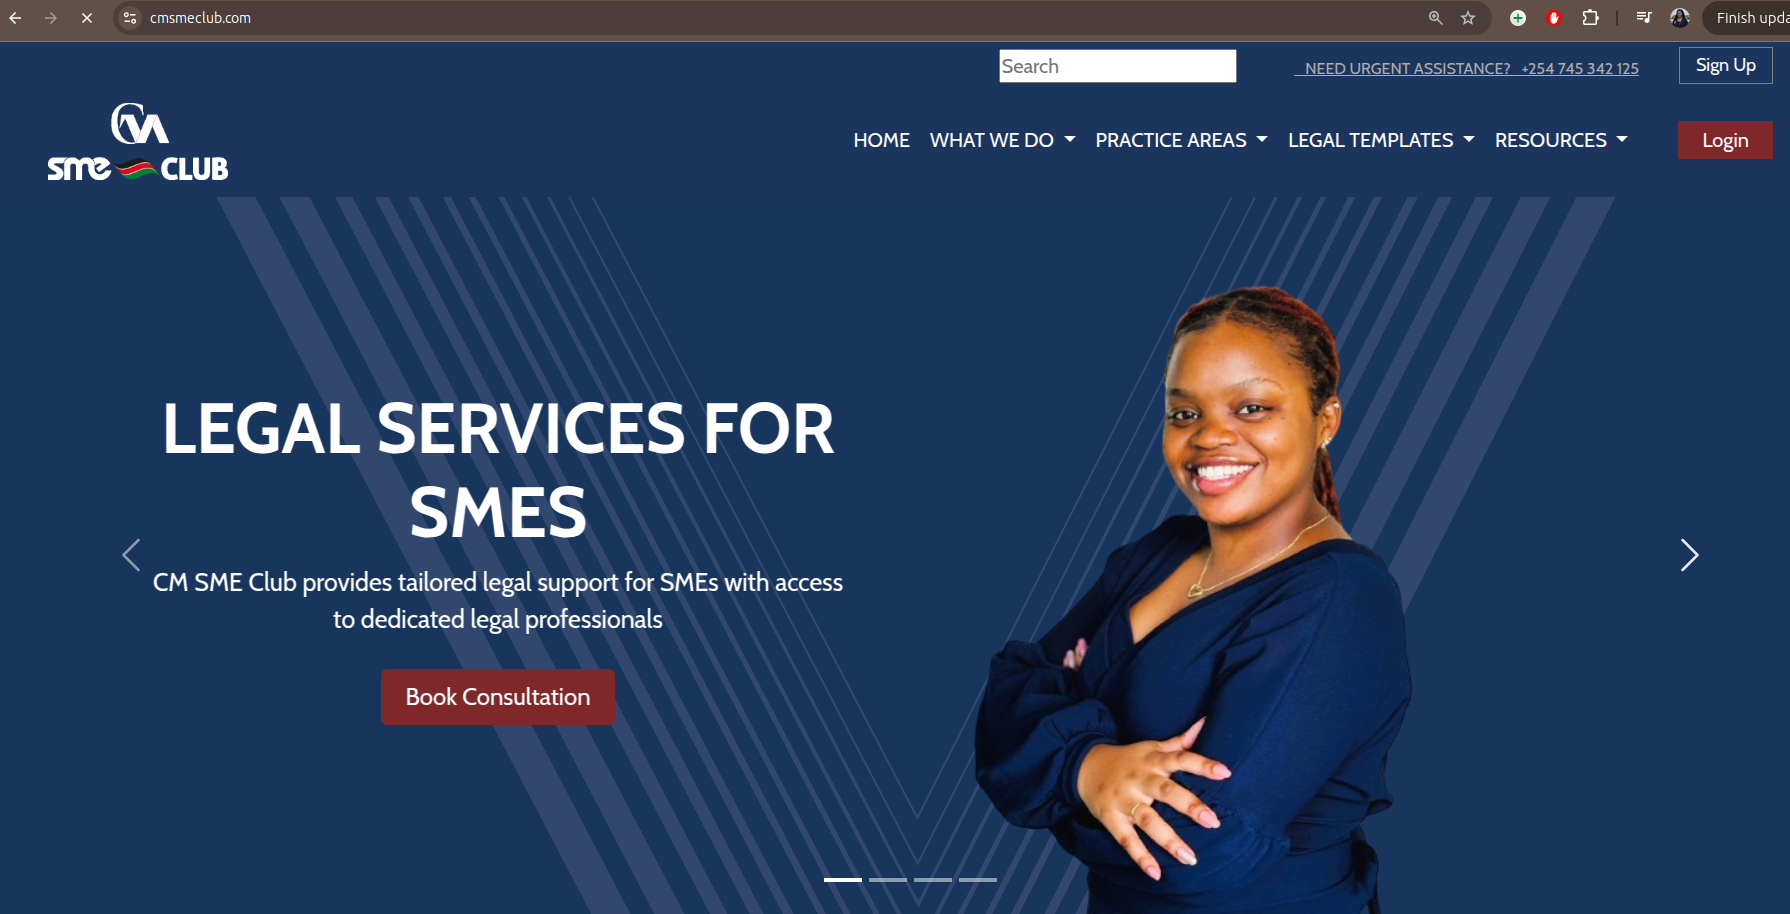 cmsmeclub.com
Finish upda
Search
NEED URGENT ASSISTANCE? +254 745 342 125
Sign Up
CM
sme CLUB
HOME
WHAT WE DO
PRACTICE AREAS
LEGAL TEMPLATES
RESOURCES
Login
LEGAL SERVICES FOR
SMES
CM SME Club provides tailored legal support for SMEs with access
to dedicated legal professionals
Book Consultation